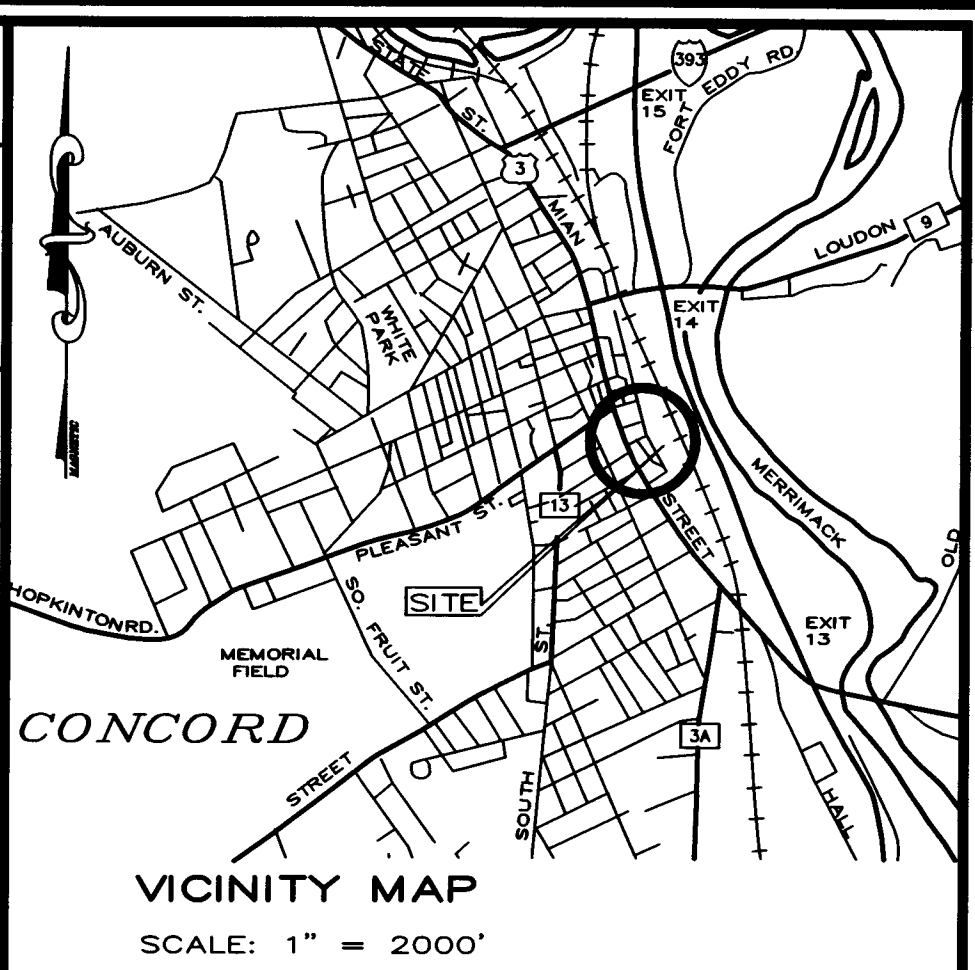 STATE
ST.
393
EXIT
15
FORT EDDY RD.
3
MIAN
LOUDON
9
AUBURN ST.
WHITE
PARK
EXIT
14
MERRIMACK
OLD
13
STREET
PLEASANT ST.
SITE
HOPKINTON RD.
SO. FRUIT ST.
ST.
EXIT
13
MEMORIAL
FIELD
CONCORD
3A
STREET
SOUTH
HALL
VICINITY MAP
SCALE: 1" = 2000'